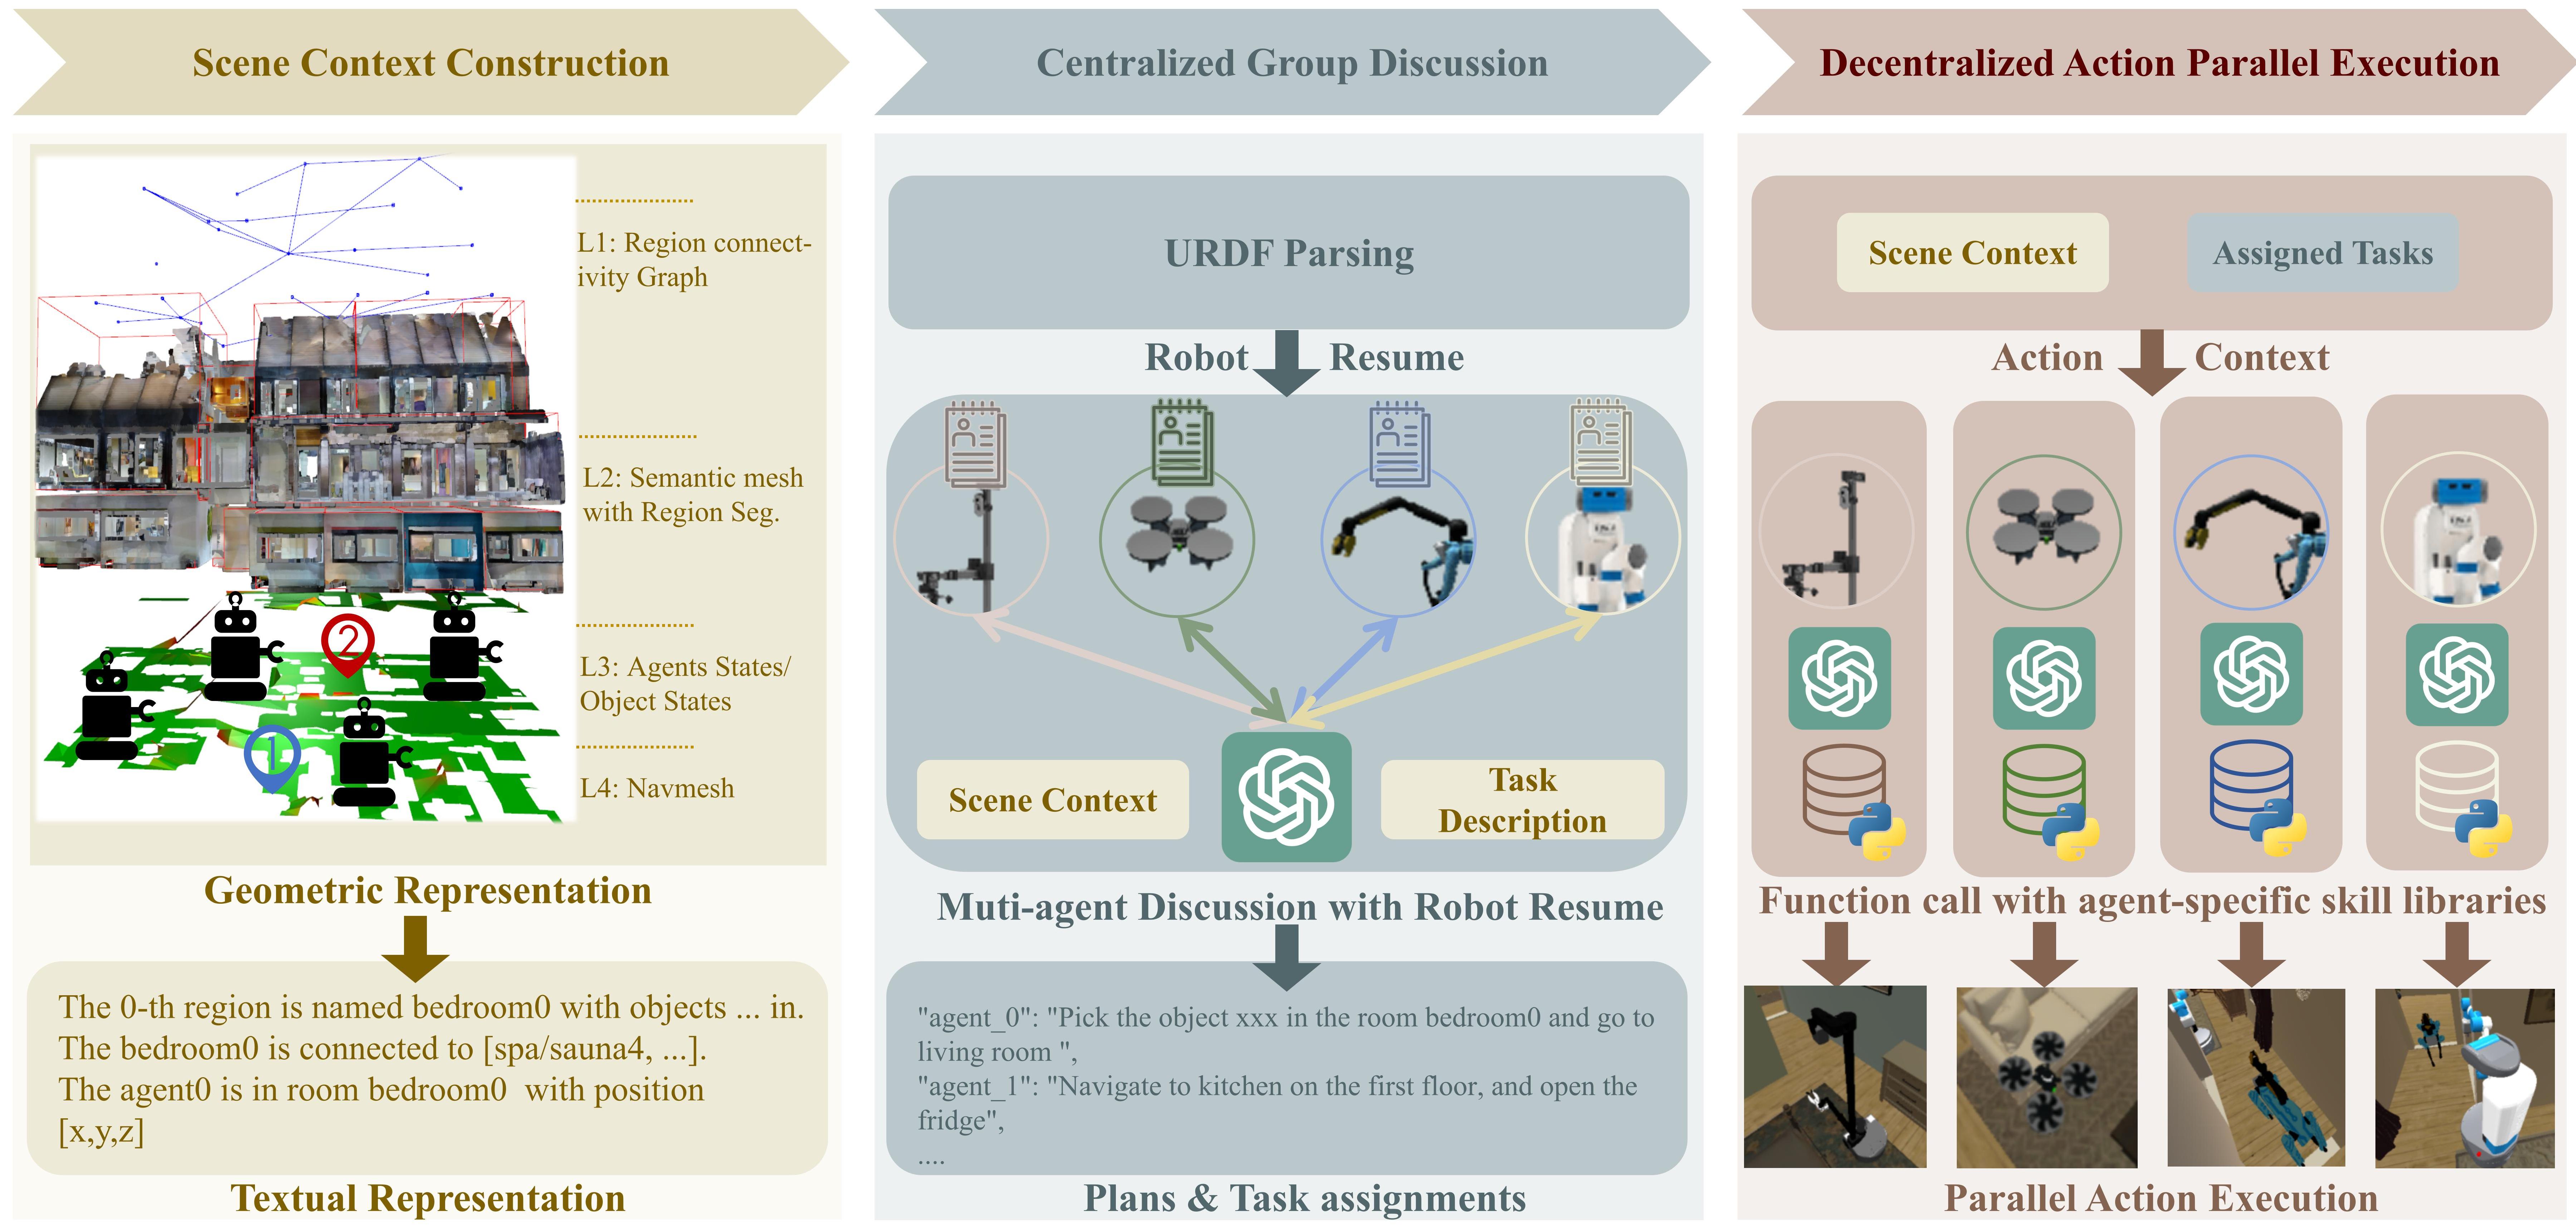 Scene Context Construction
L1: Region connect-
ivity Graph
L2: Semantic mesh
with Region Seg.
L3: Agents States/
Object States
L4: Navmesh
2
1
Geometric Representation
The 0-th region is named bedroom0 with objects ... in.
The bedroom0 is connected to [spa/sauna4, ...].
The agent0 is in room bedroom0 with position
[x,y,z]
Textual Representation
Centralized Group Discussion
URDF Parsing
Robot Resume
Scene Context
Task
Description
Muti-agent Discussion with Robot Resume
"agent_0": "Pick the object xxx in the room bedroom0 and go to
living room ",
"agent_1": "Navigate to kitchen on the first floor, and open the
fridge",
....
Plans & Task assignments
Decentralized Action Parallel Execution
Scene Context
Assigned Tasks
Action Context
Function call with agent-specific skill libraries
Parallel Action Execution